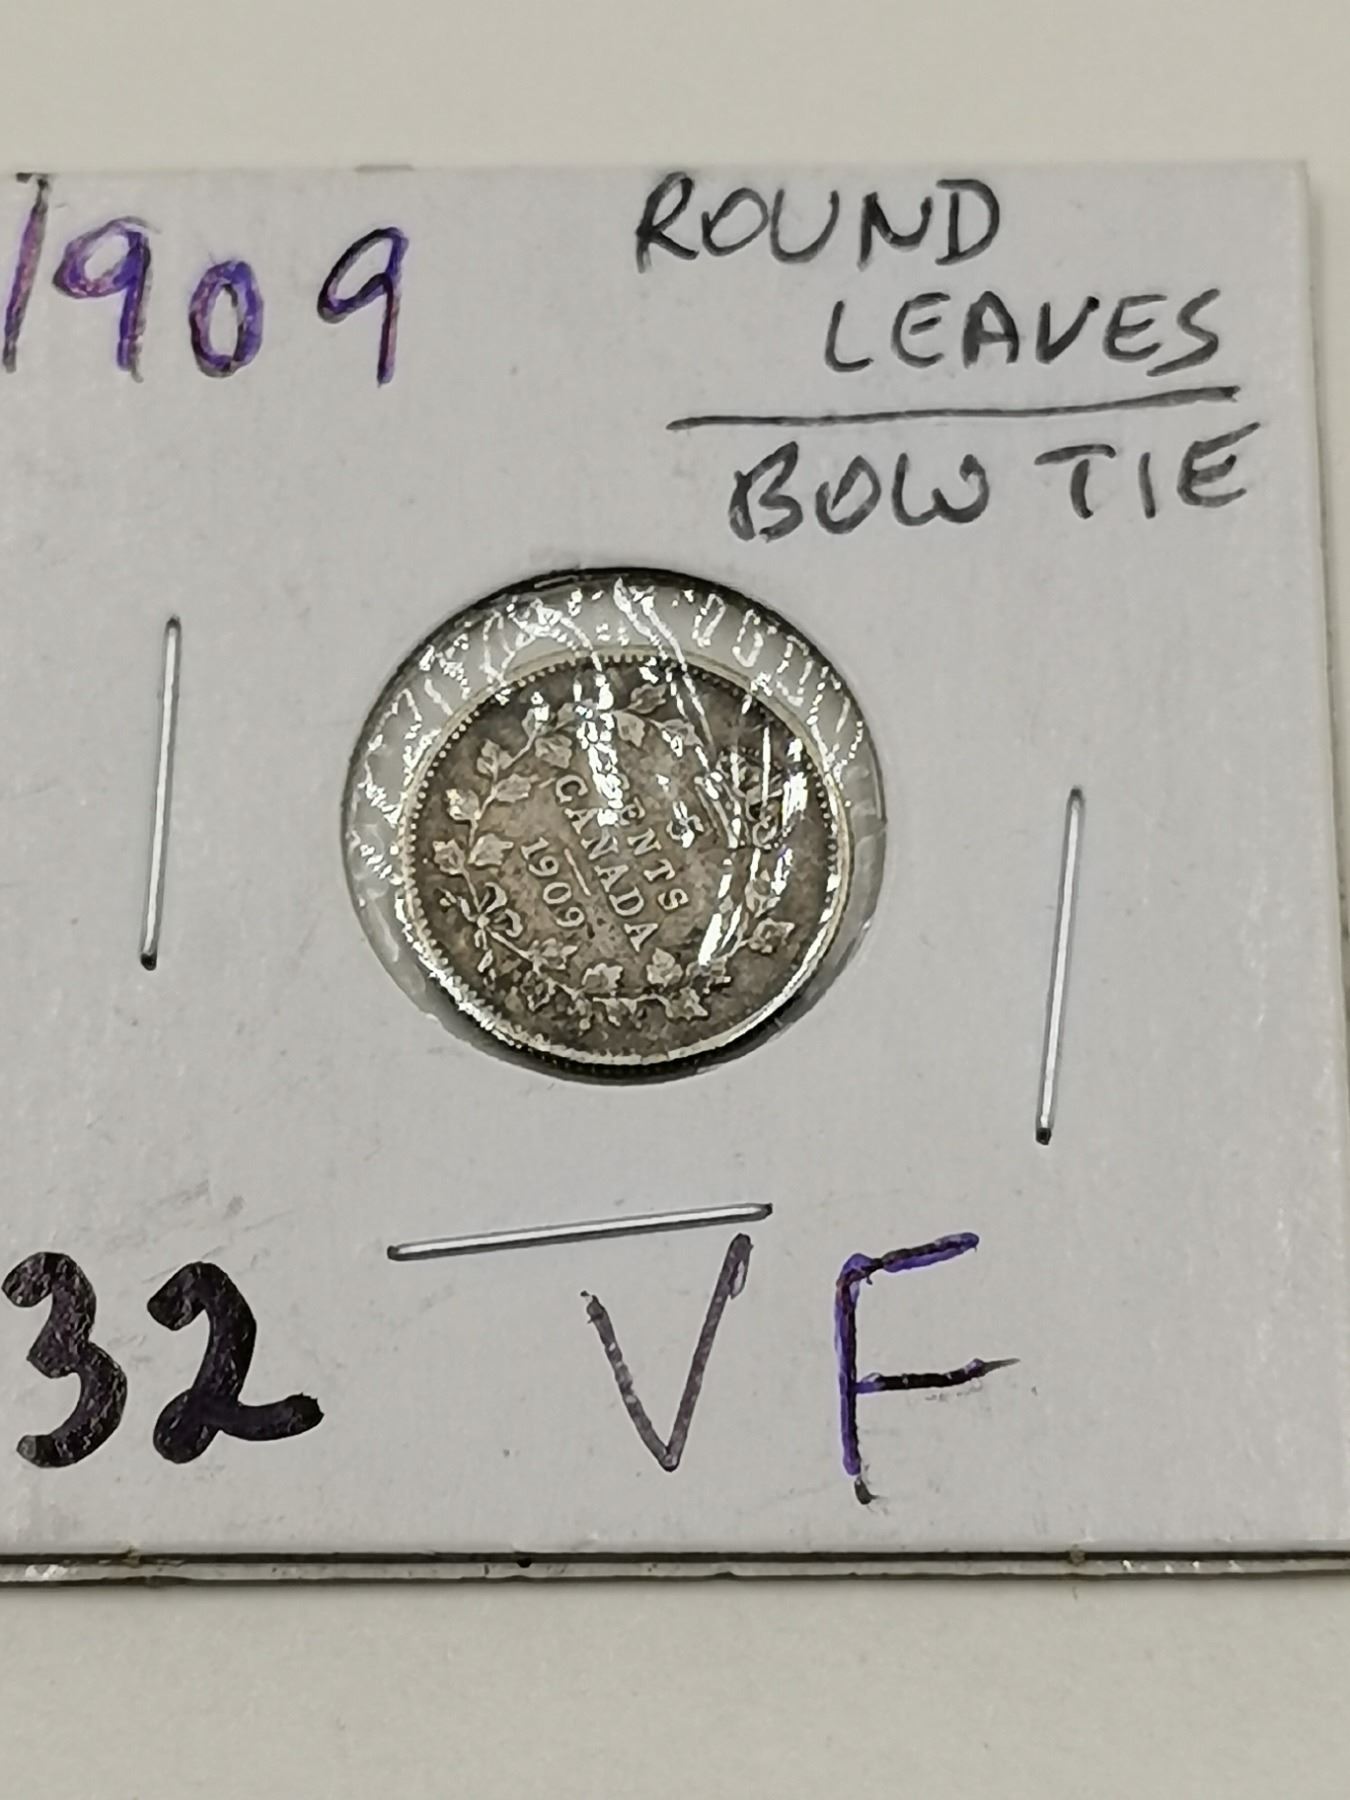 1909
ROUND
LEAVES
BOW TIE
5
CENTS
CANADA
1909
32
VF